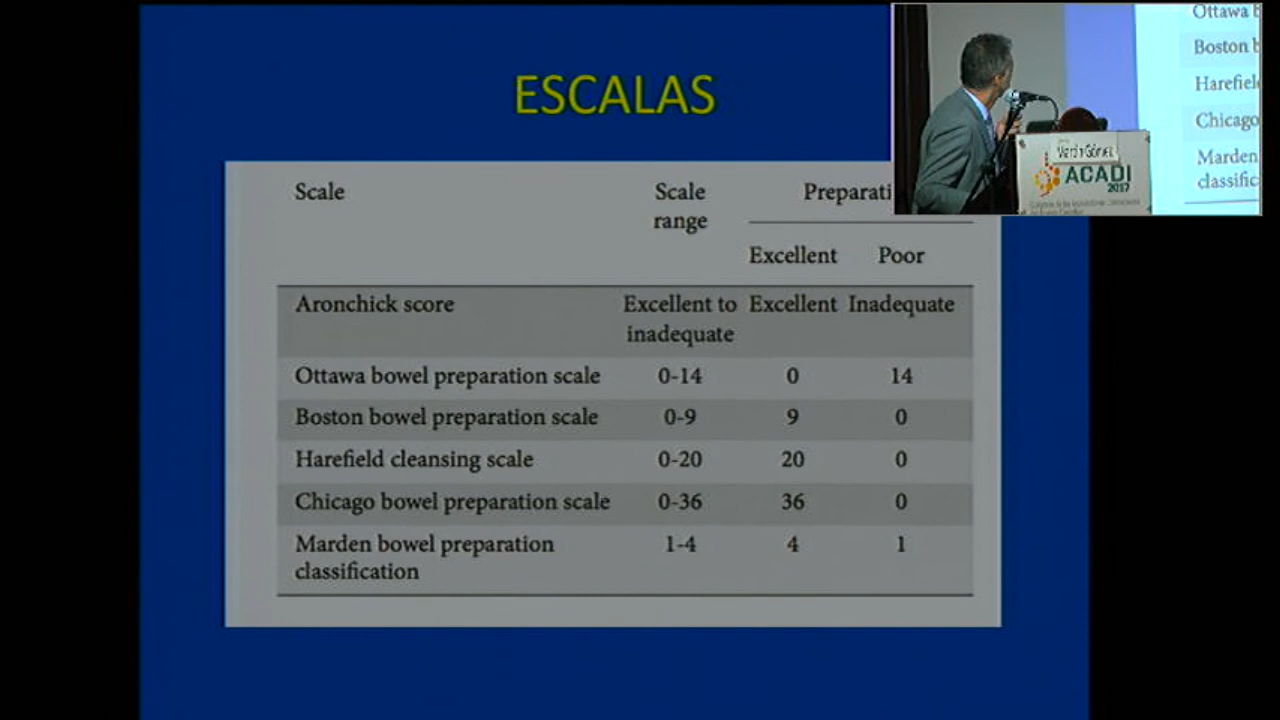 ESCALAS
Scale
Scale
range
Preparati
Excellent
Poor
Aronchick score
Excellent to
inadequate
Excellent
Inadequate
Ottawa bowel preparation scale
0-14
0
14
Boston bowel preparation scale
0-9
9
0
Harefield cleansing scale
0-20
20
0
Chicago bowel preparation scale
0-36
36
0
Marden bowel preparation
classification
1-4
4
1
Ottawa b
Boston b
Harefiel
Chicago
Marden
classific
ACADI
2017